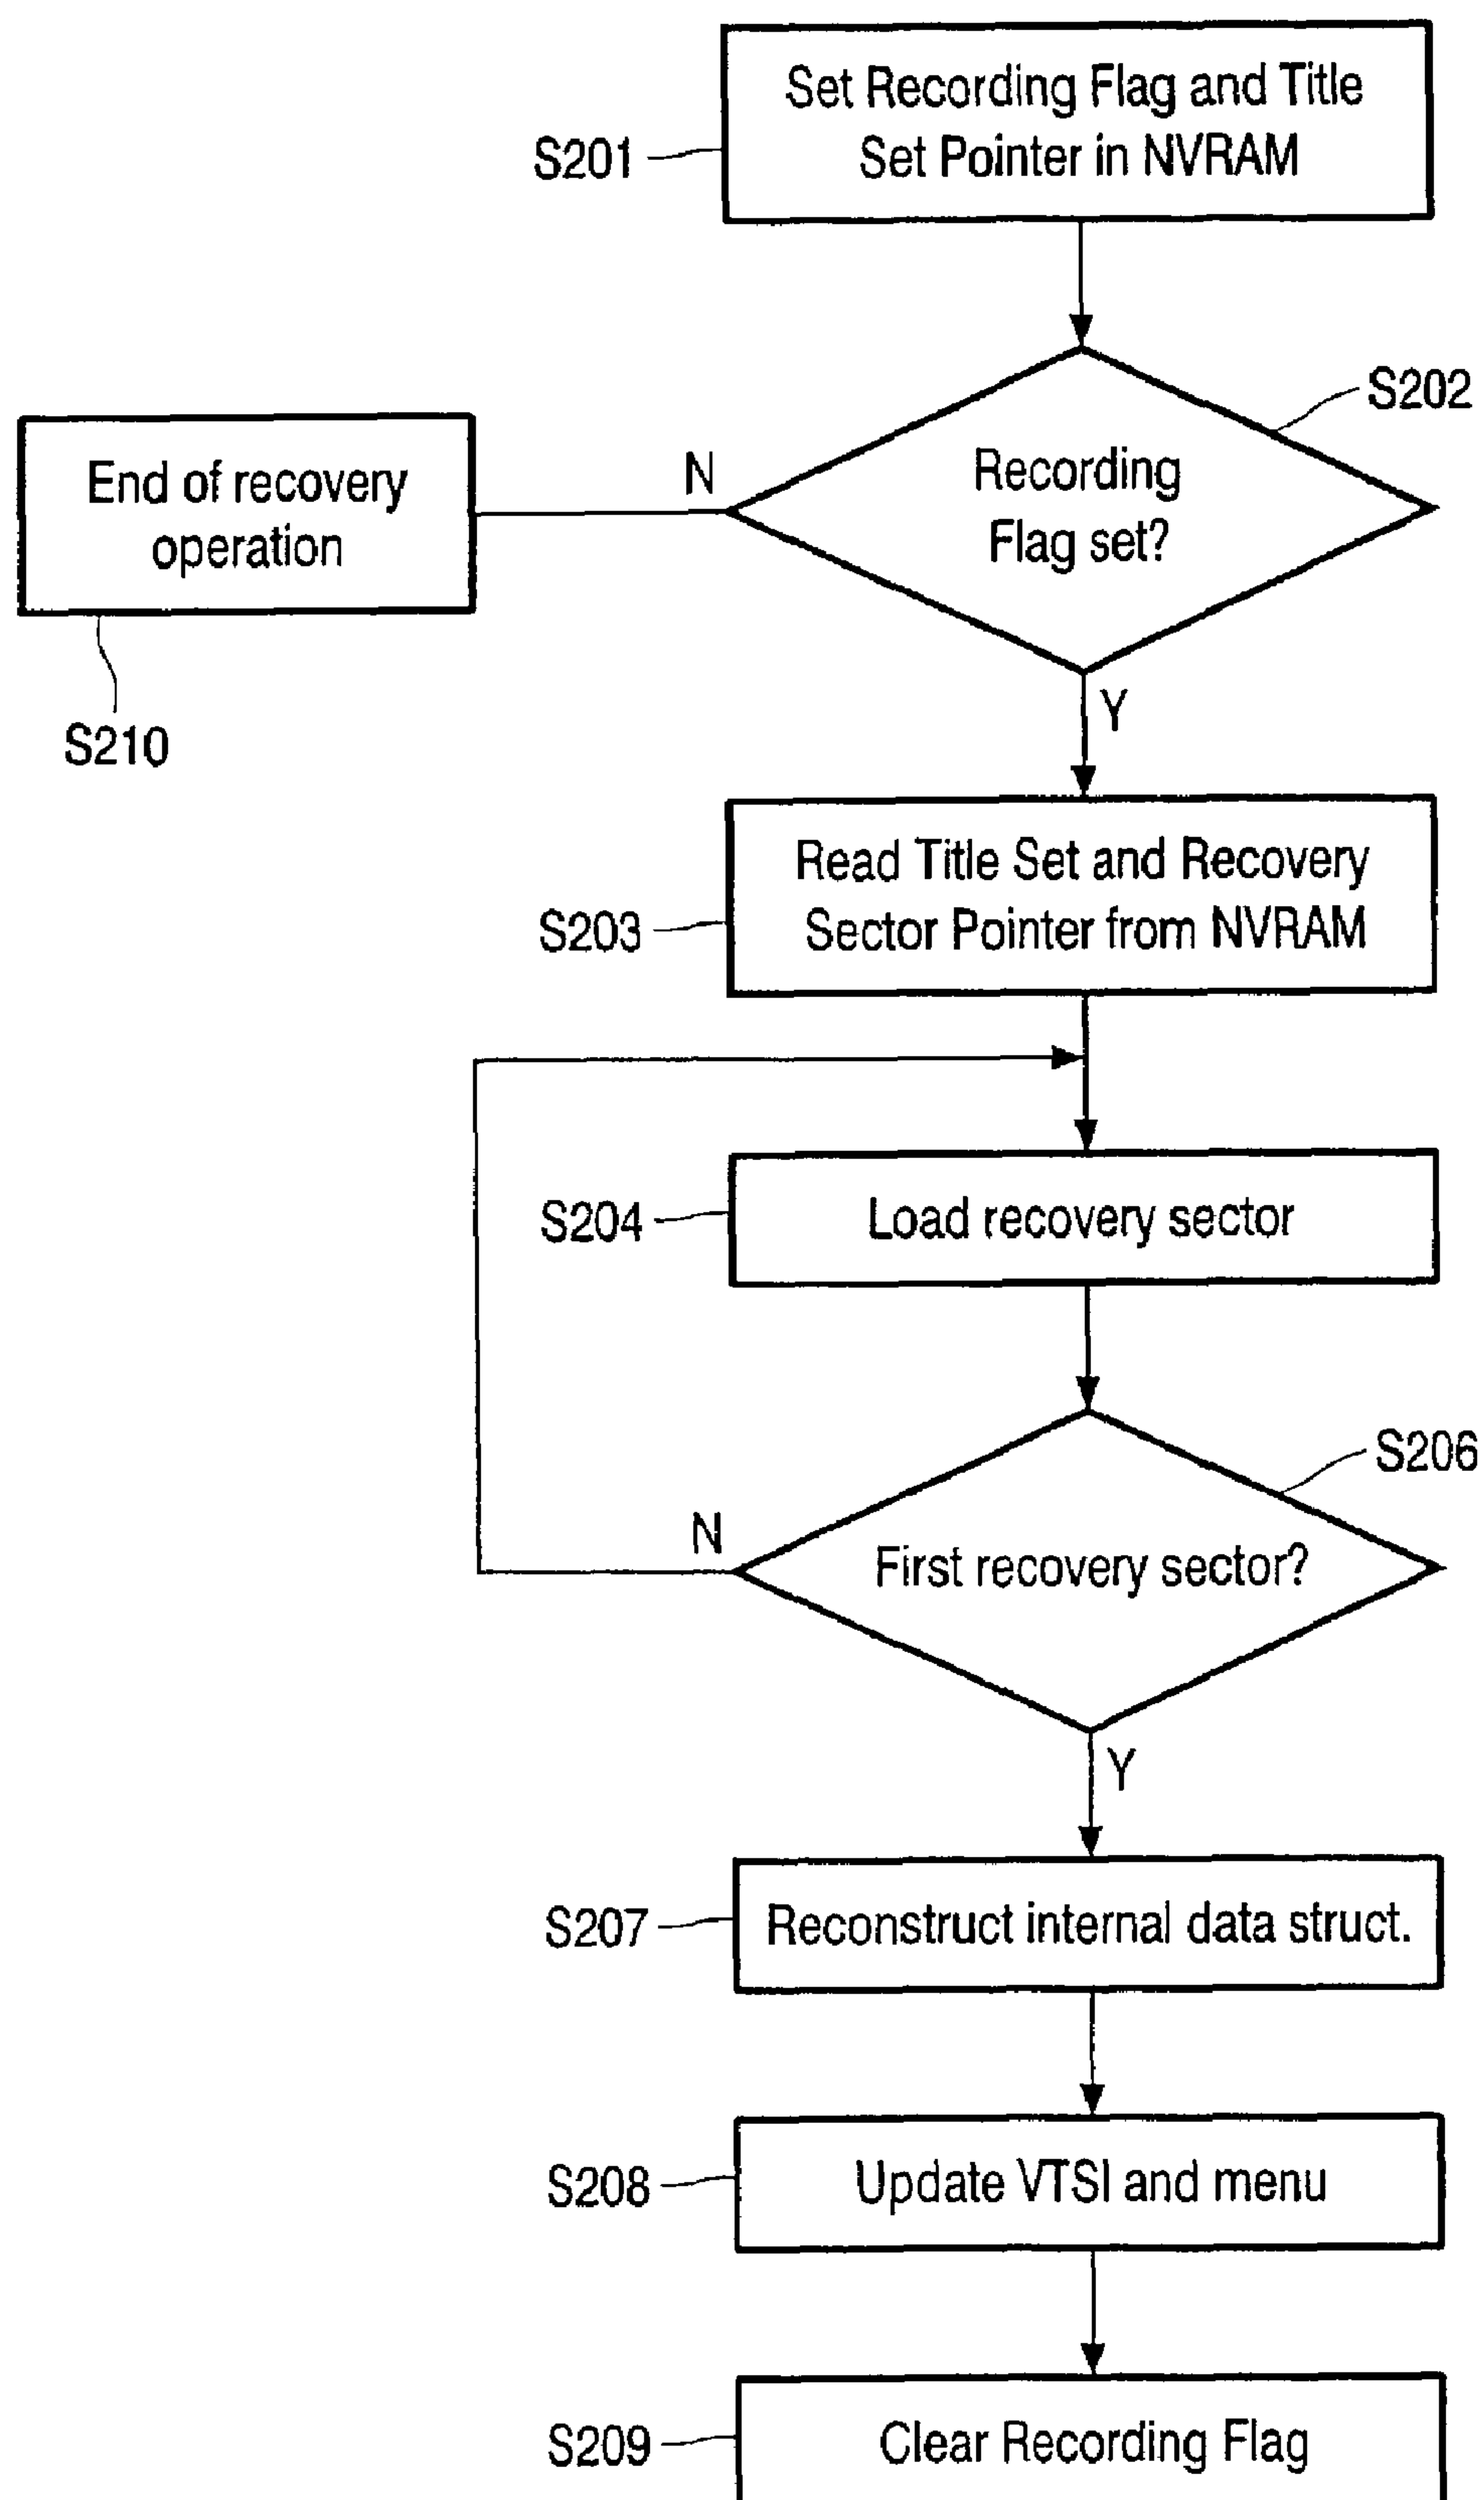 Set Recording Flag and Title
Set Pointer in NVRAM
S201
S202
Recording
Flag set?
N
End of recovery
operation
S210
Y
Read Title Set and Recovery
Sector Pointer from NVRAM
S203
Load recovery sector
S204
S206
First recovery sector?
N
Y
Reconstruct internal data struct.
S207
Update VTSI and menu
S208
Clear Recording Flag
S209